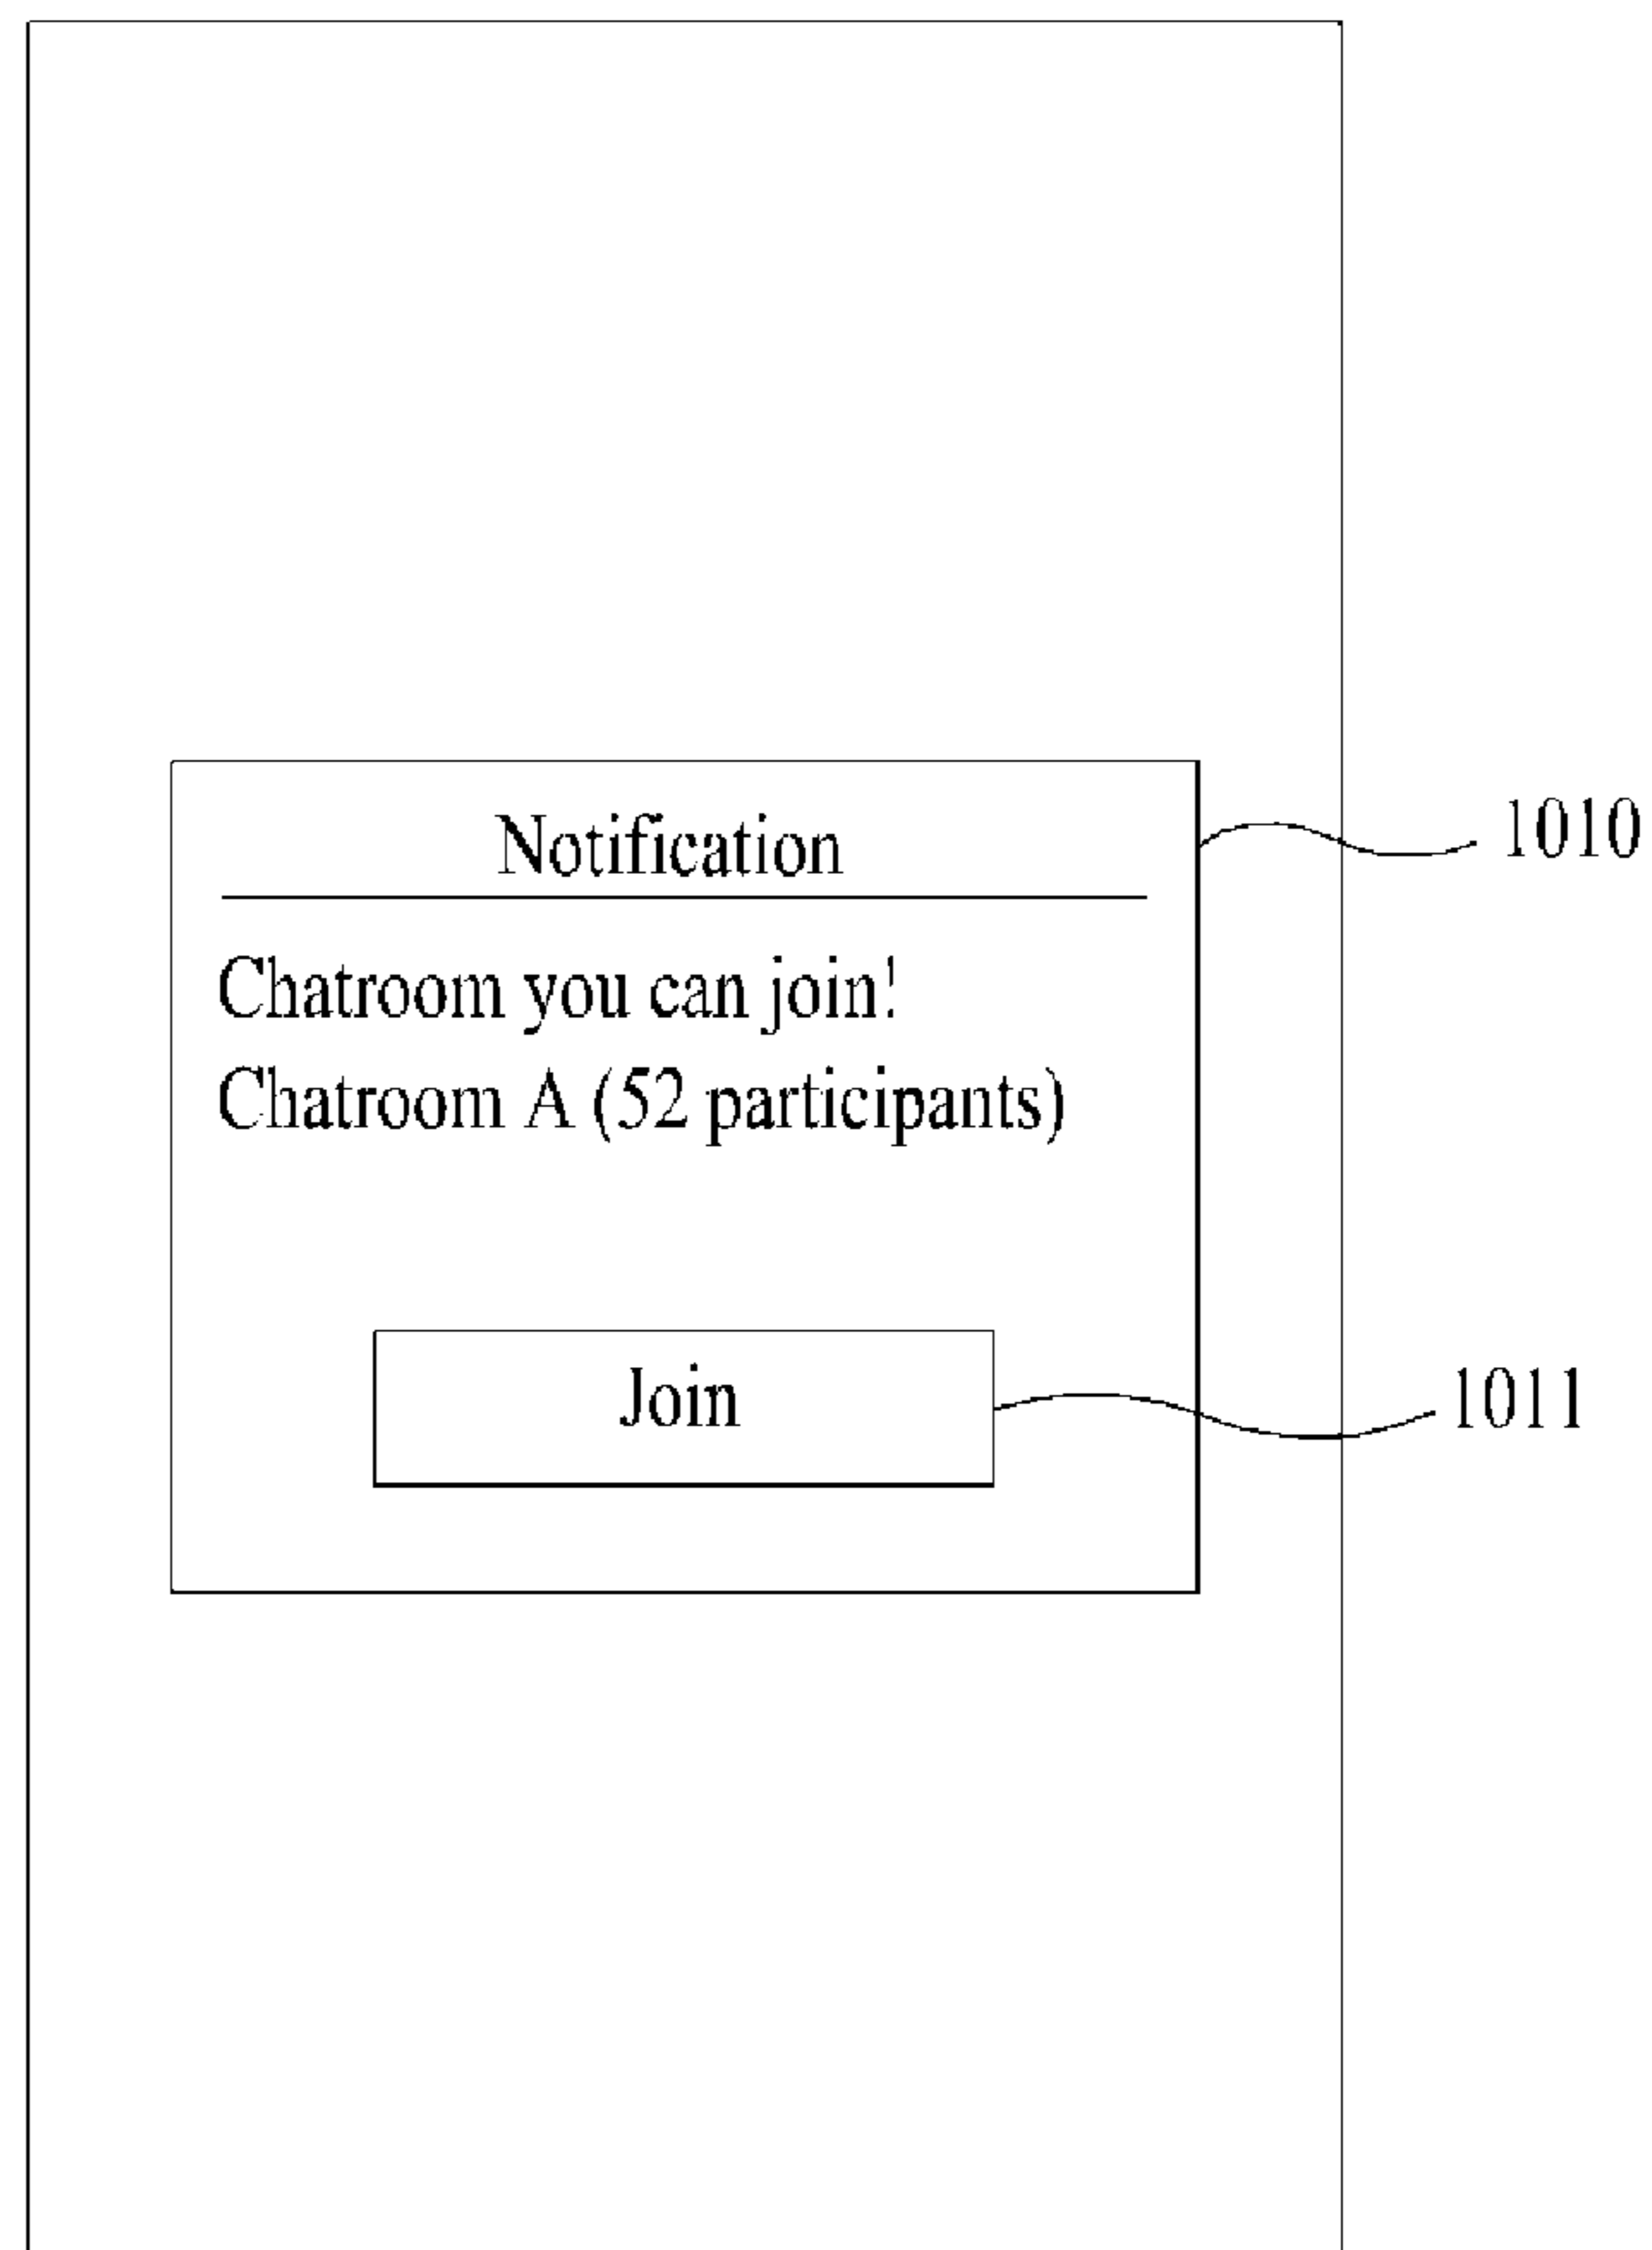 Notification
1010
Chatroom you can join!
Chatroom A (52 participants)
Join
1011